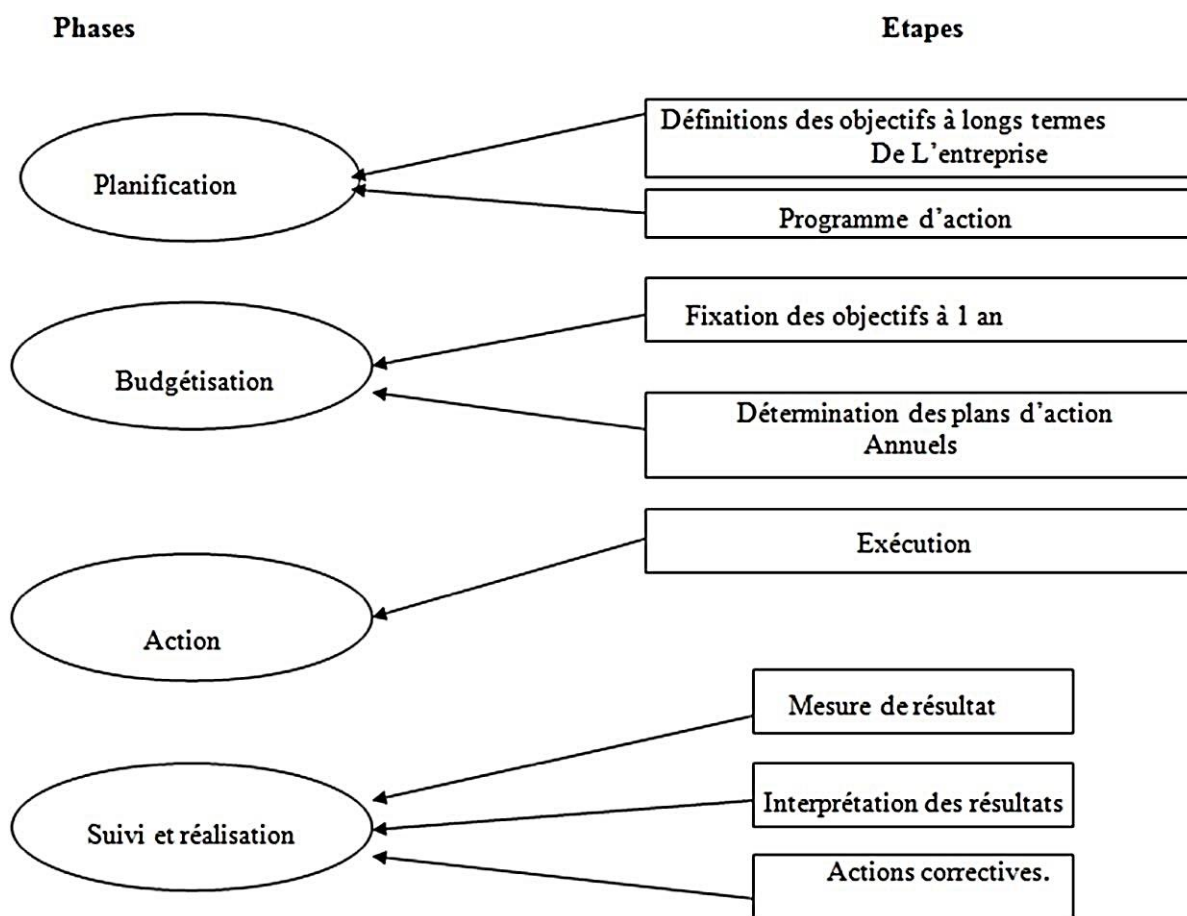 Phases
Etapes
Définitions des objectifs à longs termes
De L'entreprise
Planification
Programme d'action
Fixation des objectifs à 1 an
Budgétisation
Détermination des plans d'action
Annuels
Exécution
Action
Mesure de résultat
Interprétation des résultats
Suivi et réalisation
Actions correctives.